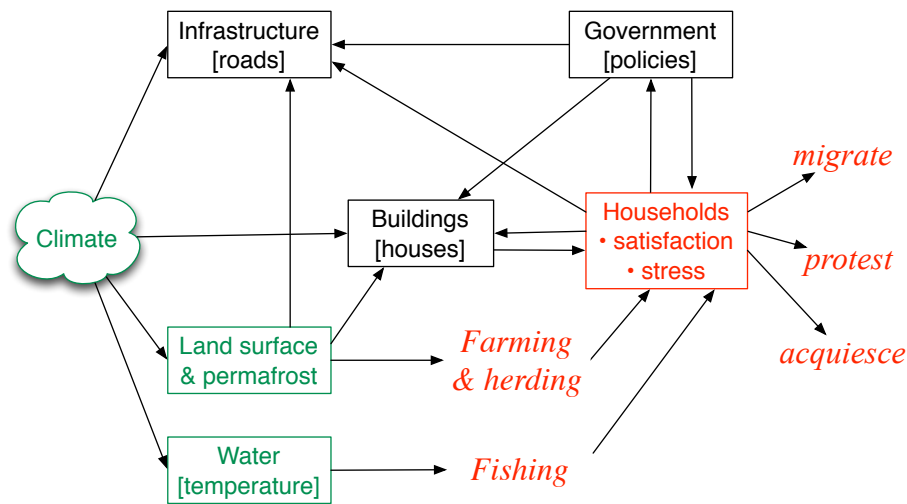 Infrastructure
[roads]
Government
[policies]
migrate
Climate
Buildings
[houses]
Households
• satisfaction
• stress
protest
Land surface
& permafrost
Farming
& herding
acquiesce
Water
[temperature]
Fishing